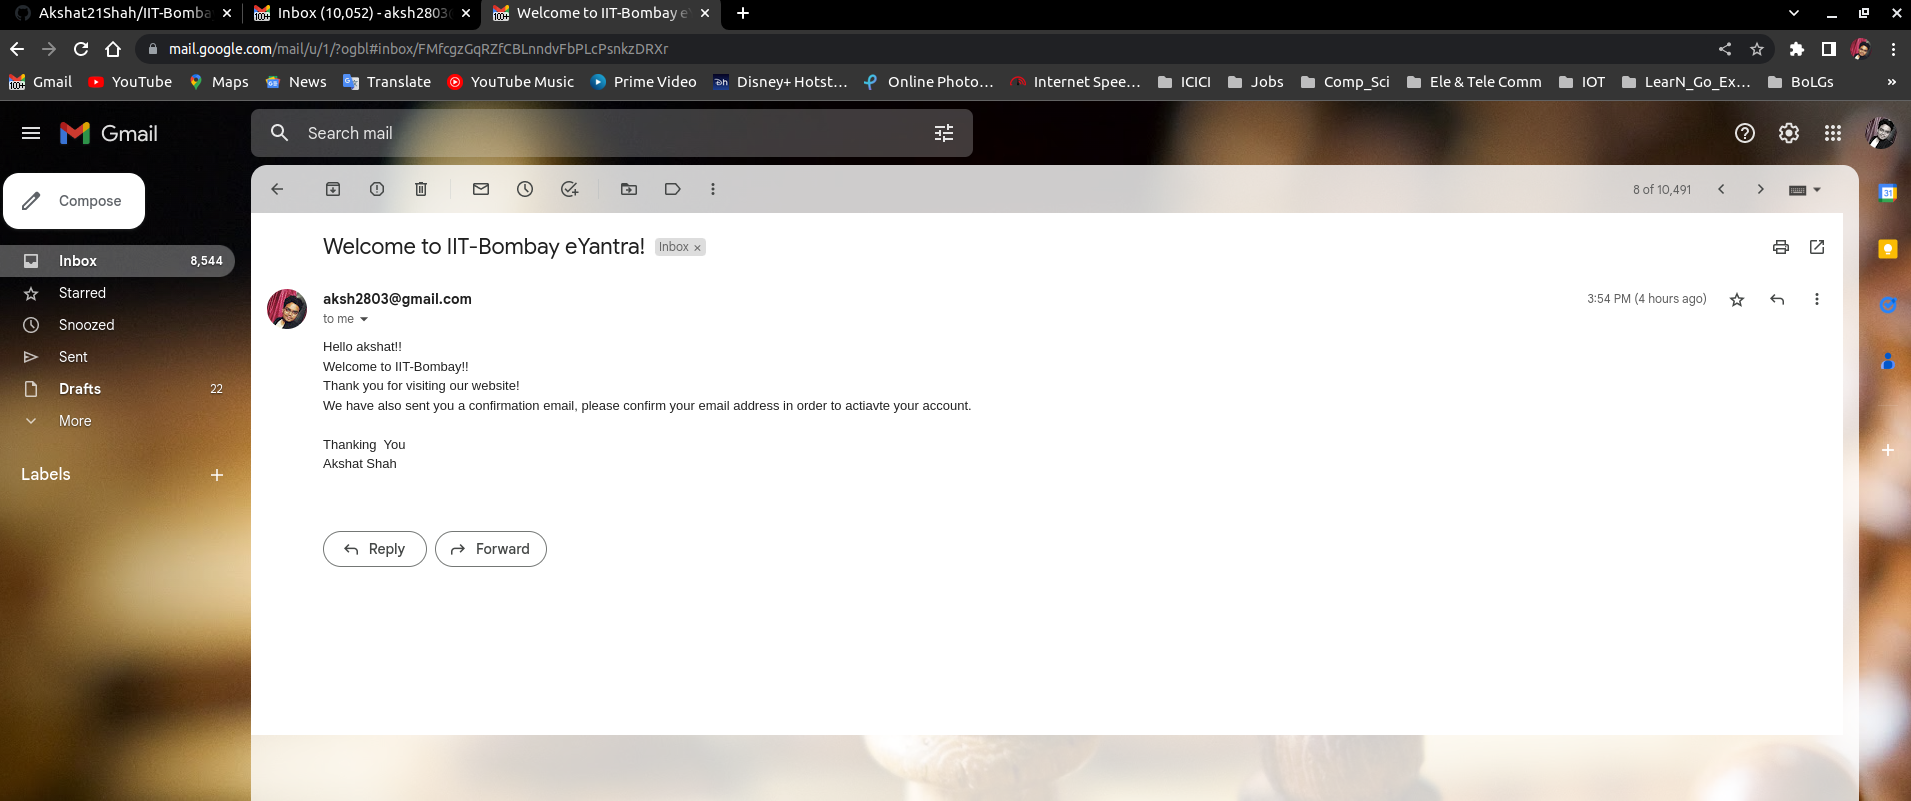 Akshat21Shah/IIT-Bomba
Inbox (10,052) - aksh2803
Welcome to IIT-Bombay eY
mail.google.com/mail/u/1/?ogbl#inbox/FMfcgzGqRZfCBLnndvFbPLcPsnkzDRXr
Gmail YouTube Maps News Translate YouTube Music Prime Video Disney+ Hotst… Online Photo… Internet Spee… ICICI Jobs Comp_Sci Ele & Tele Comm IOT LearN_Go_Ex… BoLGs »
Gmail
Search mail
Compose
8 of 10,491
Inbox 8,544
Starred
Snoozed
Sent
Drafts 22
More
Labels
Welcome to IIT-Bombay eYantra! Inbox ×
aksh2803@gmail.com 3:54 PM (4 hours ago)
to me
Hello akshat!!
Welcome to IIT-Bombay!!
Thank you for visiting our website!
We have also sent you a confirmation email, please confirm your email address in order to actiavte your account.
Thanking  You
Akshat Shah
Reply Forward